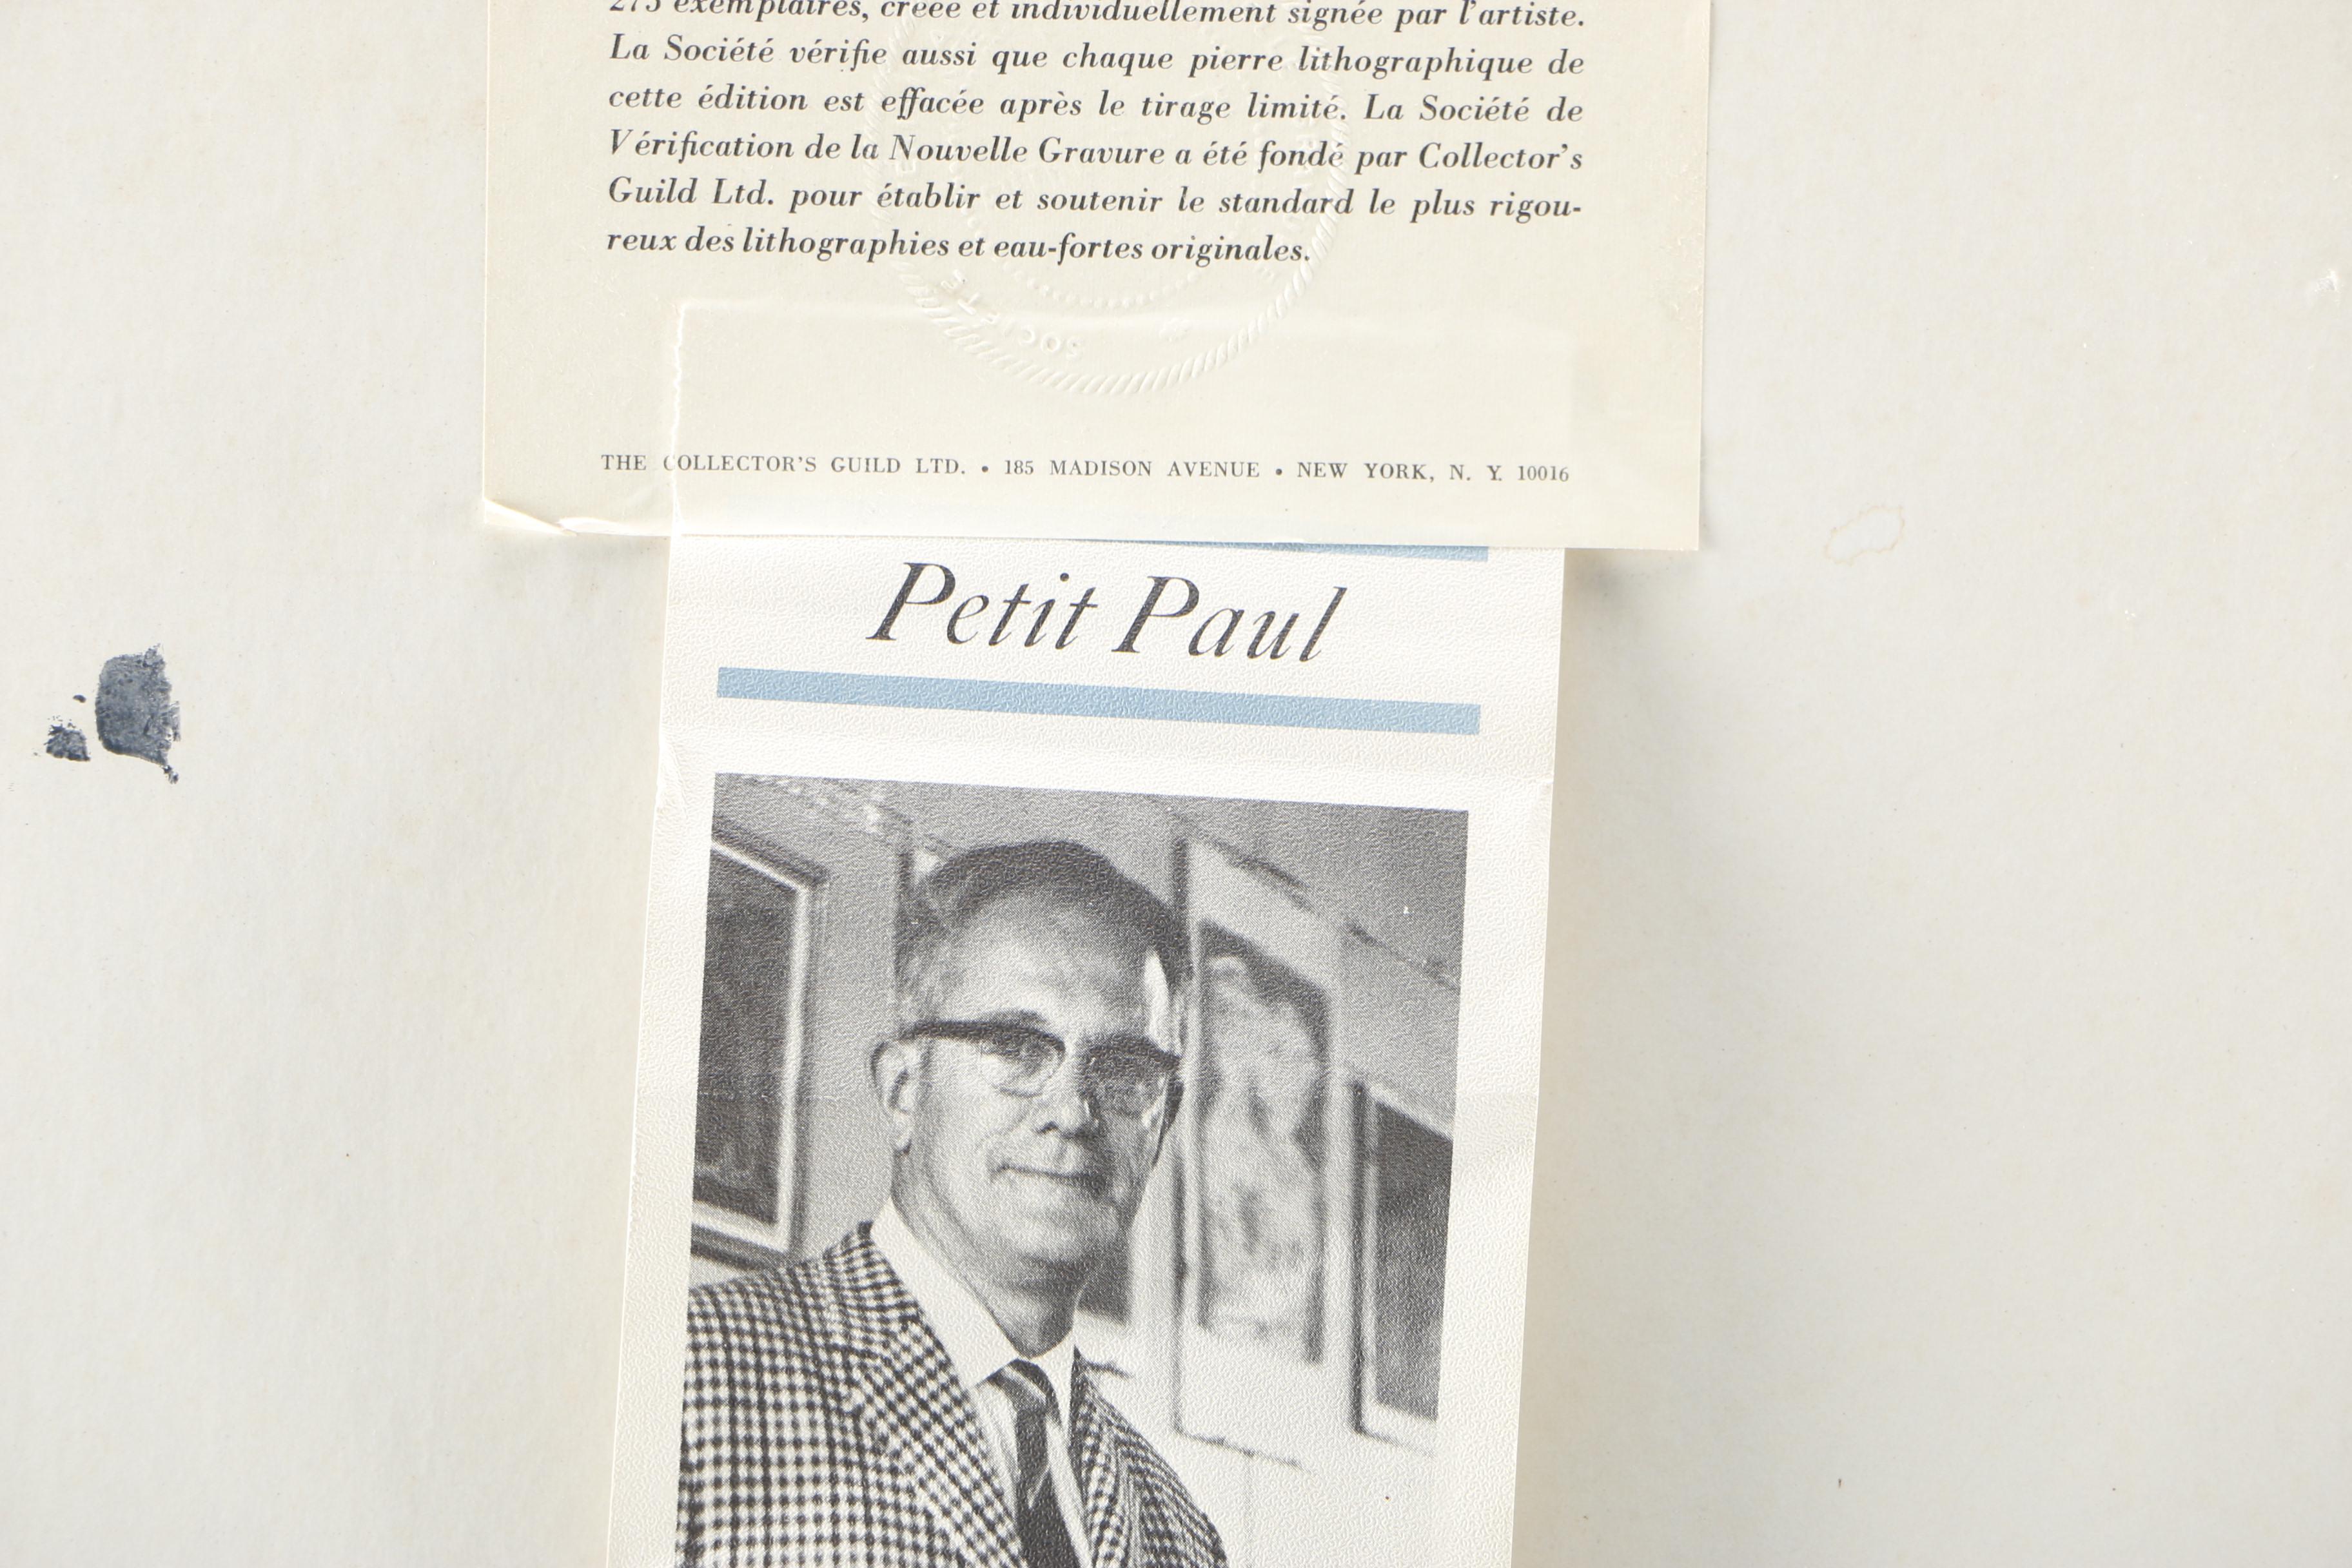 275 exemplaires, créée et individuellement signée par l'artiste.
La Société vérifie aussi que chaque pierre lithographique de
cette édition est effacée après le tirage limité. La Société de
Vérification de la Nouvelle Gravure a été fondé par Collector's
Guild Ltd. pour établir et soutenir le standard le plus rigou-
reux des lithographies et eau-fortes originales.
SOCIÉTÉ
THE COLLECTOR'S GUILD LTD. • 185 MADISON AVENUE • NEW YORK, N. Y. 10016
Petit Paul